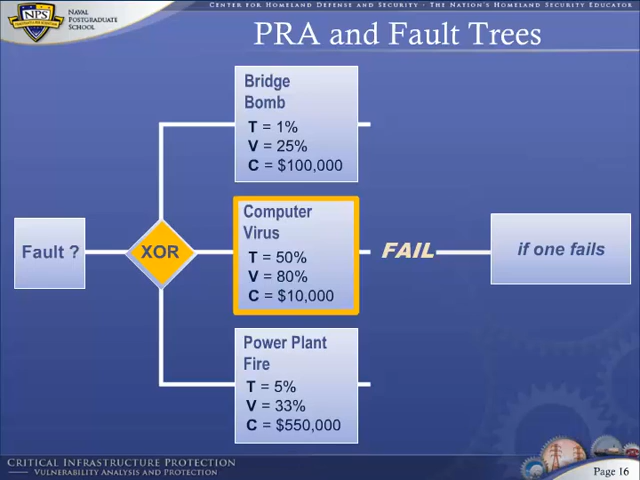 CENTER FOR HOMELAND DEFENSE AND SECURITY · THE NATION'S HOMELAND SECURITY EDUCATOR
NPS
NAVAL
POSTGRADUATE
SCHOOL
PRA and Fault Trees
Bridge
Bomb
T = 1%
V = 25%
C = $100,000
Fault ?
XOR
Computer
Virus
T = 50%
V = 80%
C = $10,000
FAIL
if one fails
Power Plant
Fire
T = 5%
V = 33%
C = $550,000
CRITICAL INFRASTRUCTURE PROTECTION
VULNERABILITY ANALYSIS AND PROTECTION
Page 16